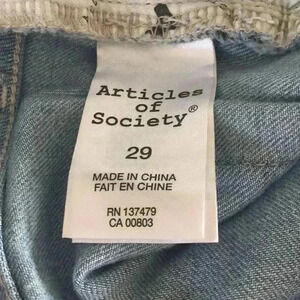 Articles
of
Society®
29
MADE IN CHINA
FAIT EN CHINE
RN 137479
CA 00803